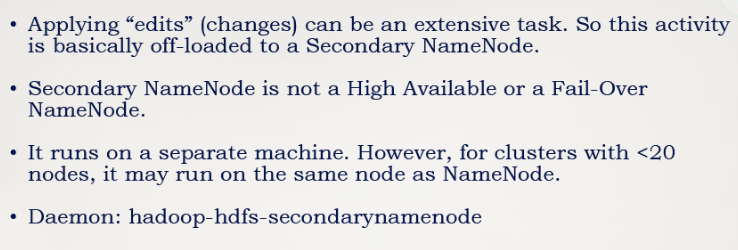 • Applying “edits” (changes) can be an extensive task. So this activity
is basically off-loaded to a Secondary NameNode.
• Secondary NameNode is not a High Available or a Fail-Over
NameNode.
• It runs on a separate machine. However, for clusters with <20
nodes, it may run on the same node as NameNode.
• Daemon: hadoop-hdfs-secondarynamenode